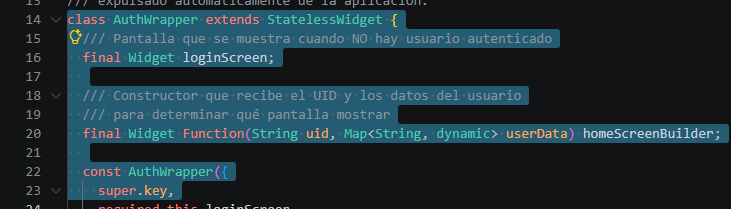 /// expulsado automáticamente de la aplicación.
14 class AuthWrapper extends StatelessWidget {
15 /// Pantalla que se muestra cuando NO hay usuario autenticado
16 final Widget loginScreen;
17
18 /// Constructor que recibe el UID y los datos del usuario
19 /// para determinar qué pantalla mostrar
20 final Widget Function(String uid, Map<String, dynamic> userData) homeScreenBuilder;
21
22 const AuthWrapper({
23 super.key,
24 required this.loginScreen